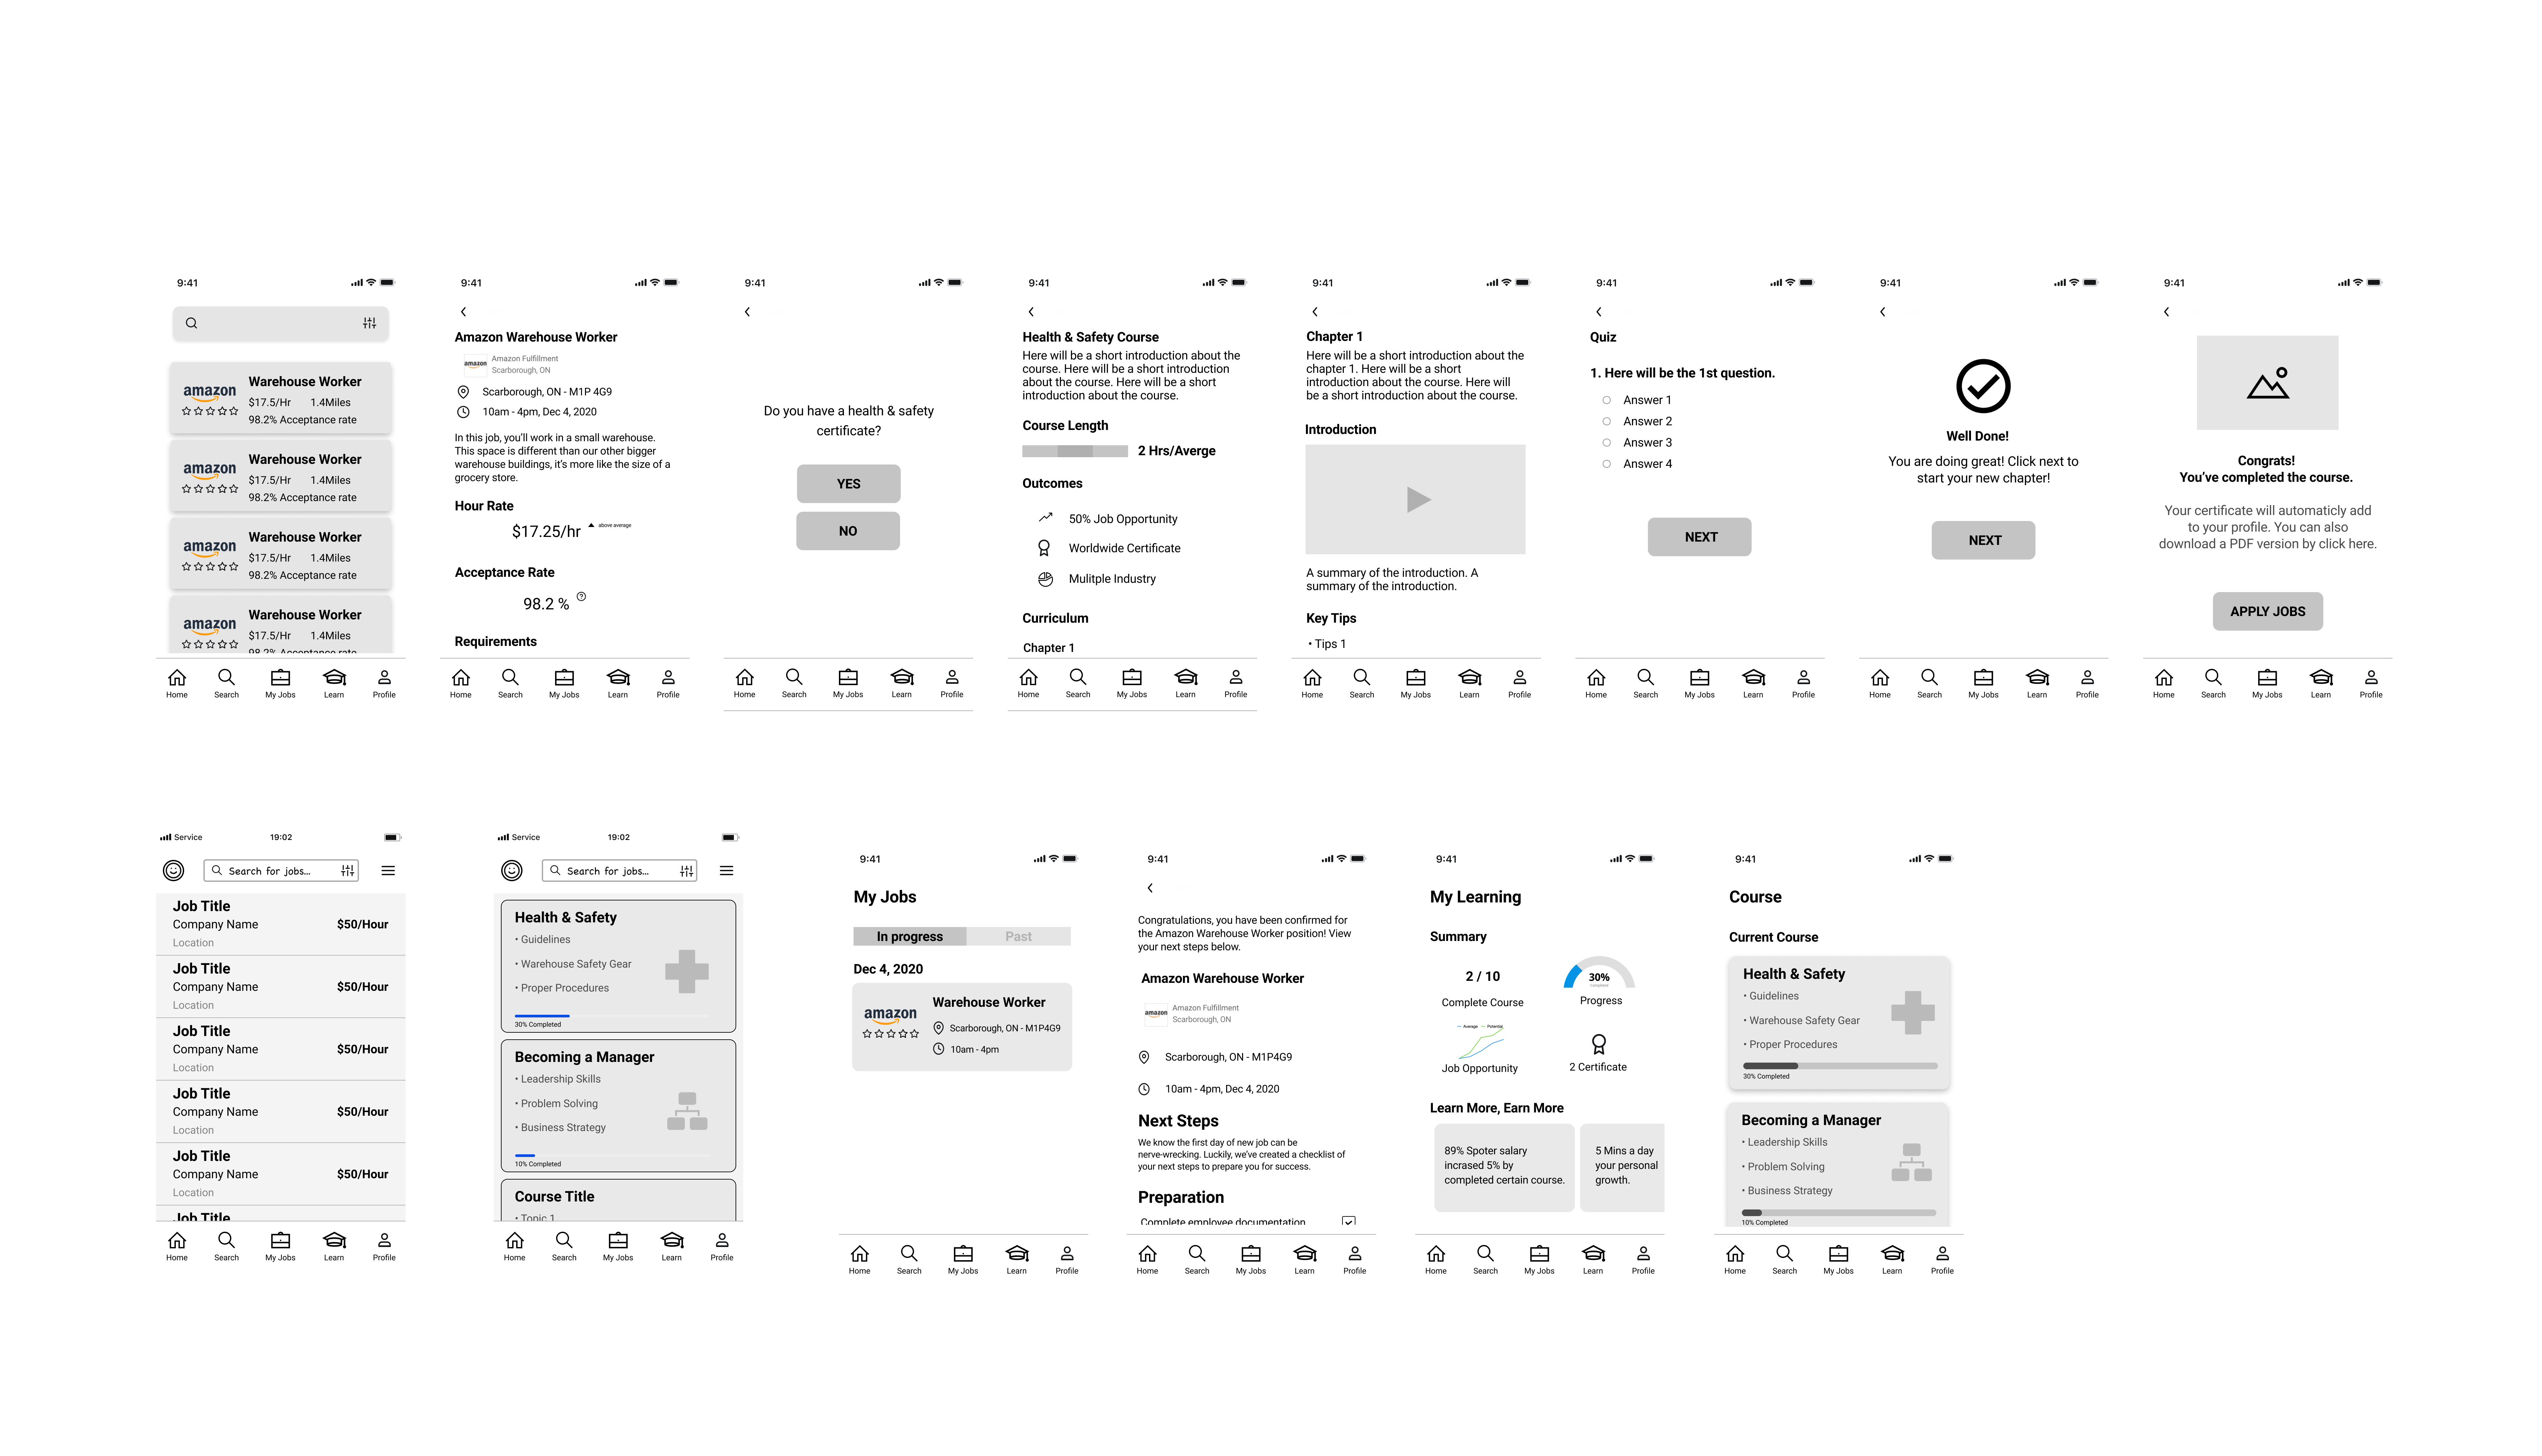 9:41
amazon
Warehouse Worker
$17.5/Hr 1.4Miles
98.2% Acceptance rate
amazon
Warehouse Worker
$17.5/Hr 1.4Miles
98.2% Acceptance rate
amazon
Warehouse Worker
$17.5/Hr 1.4Miles
98.2% Acceptance rate
amazon
Warehouse Worker
$17.5/Hr 1.4Miles
98.2% Acceptance rate
Home Search My Jobs Learn Profile
9:41
Amazon Warehouse Worker
amazon
Amazon Fulfillment
Scarborough, ON
Scarborough, ON - M1P 4G9
10am - 4pm, Dec 4, 2020
In this job, you'll work in a small warehouse.
This space is different than our other bigger
warehouse buildings, it's more like the size of a
grocery store.
Hour Rate
$17.25/hr above average
Acceptance Rate
98.2 %
Requirements
Home Search My Jobs Learn Profile
9:41
Do you have a health & safety
certificate?
YES
NO
Home Search My Jobs Learn Profile
9:41
Health & Safety Course
Here will be a short introduction about the
course. Here will be a short introduction
about the course. Here will be a short
introduction about the course.
Course Length
2 Hrs/Averge
Outcomes
50% Job Opportunity
Worldwide Certificate
Mulitple Industry
Curriculum
Chapter 1
Home Search My Jobs Learn Profile
9:41
Chapter 1
Here will be a short introduction about the
chapter 1. Here will be a short
introduction about the course. Here will
be a short introduction about the course.
Introduction
A summary of the introduction. A
summary of the introduction.
Key Tips
• Tips 1
Home Search My Jobs Learn Profile
9:41
Quiz
1. Here will be the 1st question.
Answer 1
Answer 2
Answer 3
Answer 4
NEXT
Home Search My Jobs Learn Profile
9:41
Well Done!
You are doing great! Click next to
start your new chapter!
NEXT
Home Search My Jobs Learn Profile
9:41
Congrats!
You've completed the course.
Your certificate will automaticly add
to your profile. You can also
download a PDF version by click here.
APPLY JOBS
Home Search My Jobs Learn Profile
Service 19:02
Search for jobs...
Job Title
Company Name $50/Hour
Location
Job Title
Company Name $50/Hour
Location
Job Title
Company Name $50/Hour
Location
Job Title
Company Name $50/Hour
Location
Job Title
Company Name $50/Hour
Location
Job Title
Home Search My Jobs Learn Profile
Service 19:02
Search for jobs...
Health & Safety
• Guidelines
• Warehouse Safety Gear
• Proper Procedures
30% Completed
Becoming a Manager
• Leadership Skills
• Problem Solving
• Business Strategy
10% Completed
Course Title
• Topic 1
Home Search My Jobs Learn Profile
9:41
My Jobs
In progress Past
Dec 4, 2020
amazon
Warehouse Worker
Scarborough, ON - M1P4G9
10am - 4pm
Home Search My Jobs Learn Profile
9:41
Congratulations, you have been confirmed for
the Amazon Warehouse Worker position! View
your next steps below.
Amazon Warehouse Worker
amazon
Amazon Fulfillment
Scarborough, ON
Scarborough, ON - M1P4G9
10am - 4pm, Dec 4, 2020
Next Steps
We know the first day of new job can be
nerve-wrecking. Luckily, we've created a checklist of
your next steps to prepare you for success.
Preparation
Complete employee documentation
Home Search My Jobs Learn Profile
9:41
My Learning
Summary
2 / 10
Complete Course
30%
Completed
Progress
Average Potential
Job Opportunity
2 Certificate
Learn More, Earn More
89% Spoter salary
incrased 5% by
completed certain course.
5 Mins a day
your personal
growth.
Home Search My Jobs Learn Profile
9:41
Course
Current Course
Health & Safety
• Guidelines
• Warehouse Safety Gear
• Proper Procedures
30% Completed
Becoming a Manager
• Leadership Skills
• Problem Solving
• Business Strategy
10% Completed
Home Search My Jobs Learn Profile